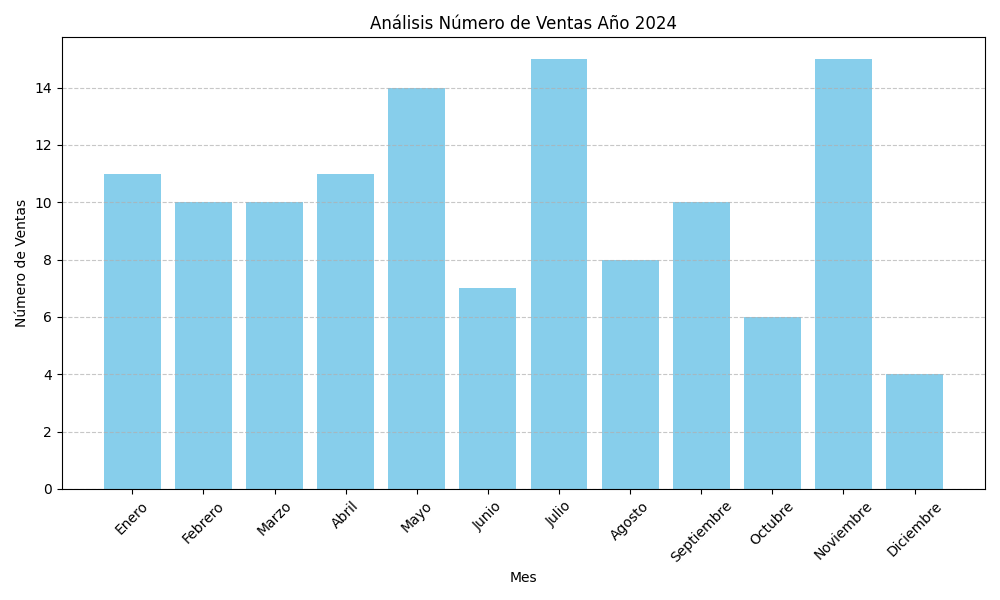 Análisis Número de Ventas Año 2024
Número de Ventas
14
12
10
8
6
4
2
0
Enero
Febrero
Marzo
Abril
Mayo
Junio
Julio
Agosto
Septiembre
Octubre
Noviembre
Diciembre
Mes